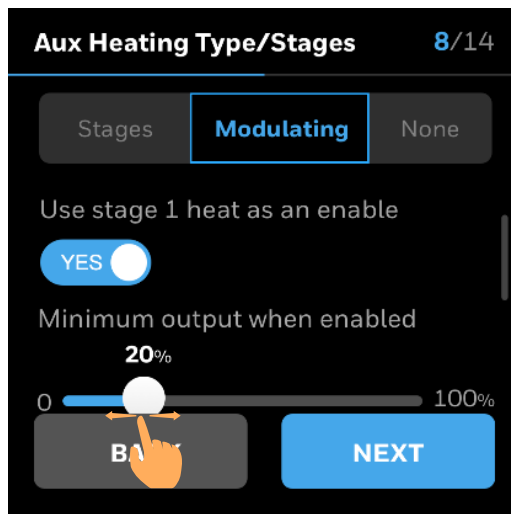 Aux Heating Type/Stages 8/14
Stages Modulating None
Use stage 1 heat as an enable
YES
Minimum output when enabled
20%
0 100%
NEXT